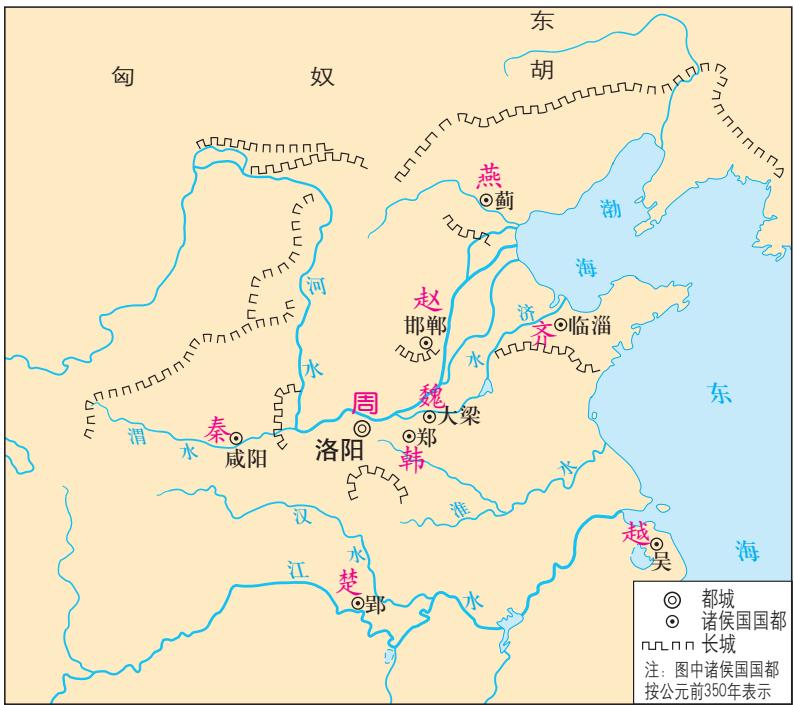 东
胡
匈 奴
燕
蓟
渤
海
河
水
赵
邯郸
济
水
齐
临淄
东
海
魏
大梁
周
洛阳
郑
韩
秦
咸阳
渭
水
淮
水
汉
水
江
水
楚
郢
越
吴
都城
诸侯国国都
长城
注：图中诸侯国国都
按公元前350年表示